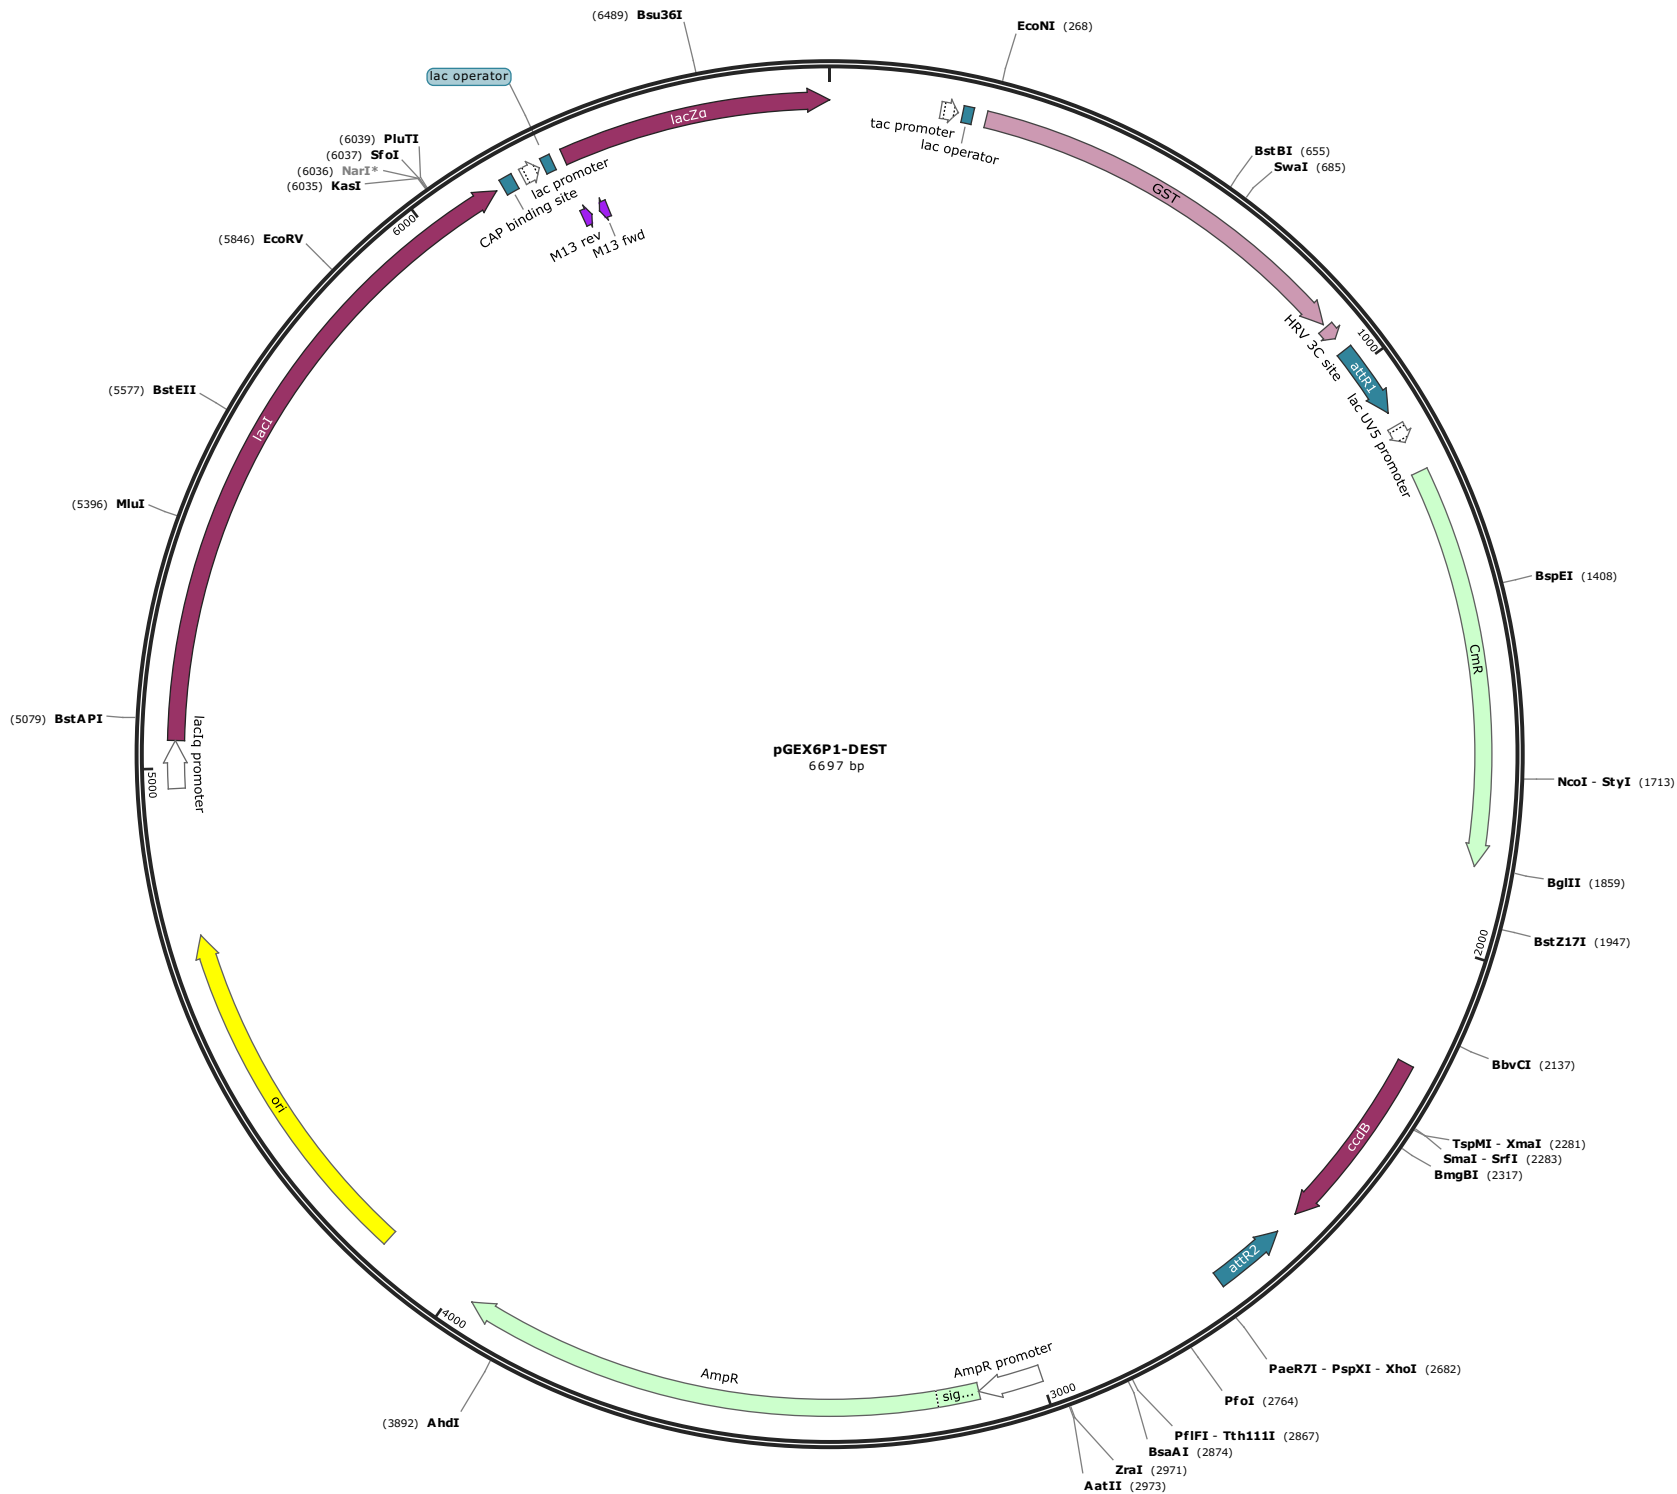 (6489) Bsu36I
EcoNI (268)
lac operator
lacZα
tac promoter
lac operator
(6039) PluTI
(6037) SfoI
(6036) NarI*
(6035) KasI
BstBI (655)
SwaI (685)
GST
lac promoter
CAP binding site
M13 rev
M13 fwd
6000
(5846) EcoRV
HRV 3C site
1000
attR1
lac UV5 promoter
(5577) BstEII
lacI
(5396) MluI
BspEI (1408)
CmR
(5079) BstAPI
lacIq promoter
5000
pGEX6P1-DEST
6697 bp
NcoI - StyI (1713)
BglII (1859)
BstZ17I (1947)
2000
BbvCI (2137)
ccdB
TspMI - XmaI (2281)
SmaI - SrfI (2283)
BmgBI (2317)
ori
attR2
4000
AmpR
sig...
AmpR promoter
3000
PaeR7I - PspXI - XhoI (2682)
PfoI (2764)
(3892) AhdI
PflFI - Tth111I (2867)
BsaAI (2874)
ZraI (2971)
AatII (2973)